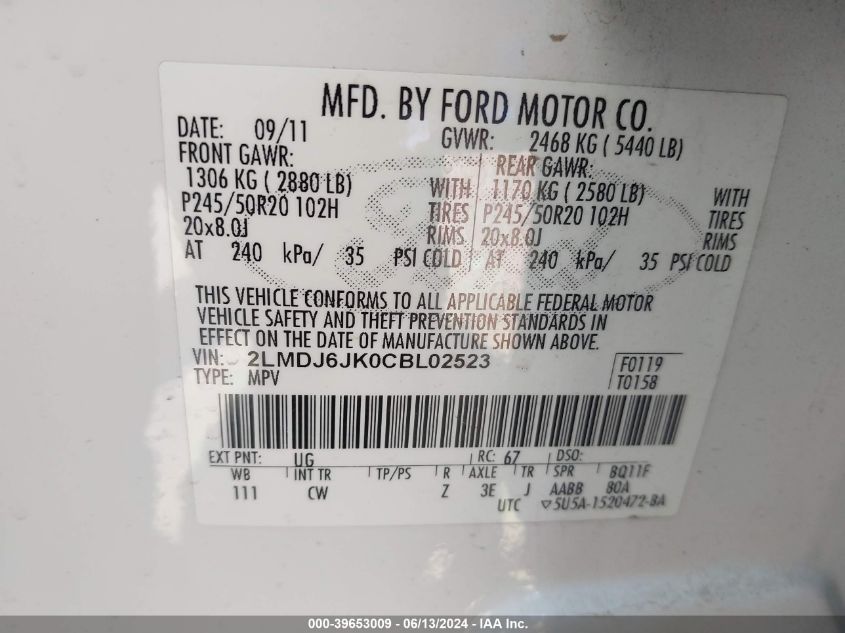 MFD. BY FORD MOTOR CO.
DATE: 09/11 GVWR: 2468 KG ( 5440 LB)
FRONT GAWR: REAR GAWR:
1306 KG ( 2880 LB) WITH 1170 KG ( 2580 LB) WITH
P245/50R20 102H TIRES P245/50R20 102H TIRES
20x8.0J RIMS 20x8.0J RIMS
AT 240 kPa/ 35 PSI COLD AT 240 kPa/ 35 PSI COLD
THIS VEHICLE CONFORMS TO ALL APPLICABLE FEDERAL MOTOR
VEHICLE SAFETY AND THEFT PREVENTION STANDARDS IN
EFFECT ON THE DATE OF MANUFACTURE SHOWN ABOVE.
VIN: 2LMDJ6JK0CBL02523 F0119
TYPE: MPV T0158
EXT PNT: UG RC: 67 DSO:
WB INT TR TP/PS R AXLE TR SPR BQ11F
111 CW Z 3E J AABB 80A
UTC ▽5U5A-1520472-BA
000-39653009 - 06/13/2024 - IAA Inc.